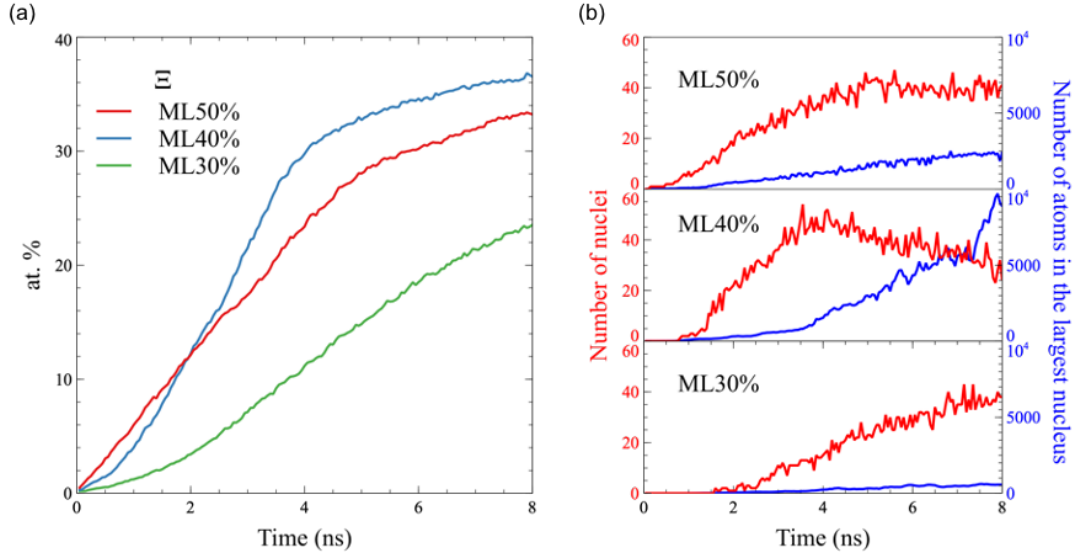 (a)
40
30
20
10
0
at. %
Ξ
ML50%
ML40%
ML30%
0
2
4
6
8
Time (ns)
(b)
Number of nuclei
Number of atoms in the largest nucleus
60
40
20
0
ML50%
10⁴
5000
0
60
40
20
0
ML40%
10⁴
5000
0
60
40
20
0
ML30%
10⁴
5000
0
0
2
4
6
8
Time (ns)